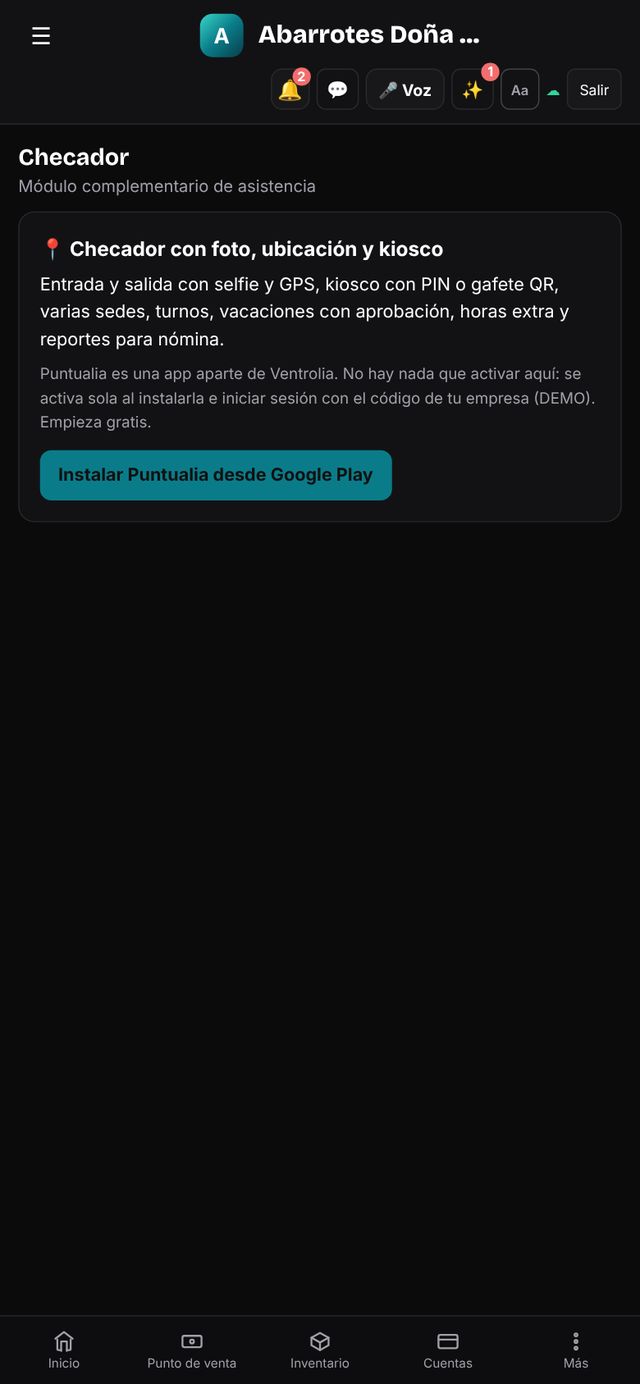 ☰
A
Abarrotes Doña ...
2
Voz
1
Aa
Salir
Checador
Módulo complementario de asistencia
📍 Checador con foto, ubicación y kiosco
Entrada y salida con selfie y GPS, kiosco con PIN o gafete QR,
varias sedes, turnos, vacaciones con aprobación, horas extra y
reportes para nómina.
Puntualia es una app aparte de Ventrolia. No hay nada que activar aquí: se
activa sola al instalarla e iniciar sesión con el código de tu empresa (DEMO).
Empieza gratis.
Instalar Puntualia desde Google Play
Inicio
Punto de venta
Inventario
Cuentas
Más